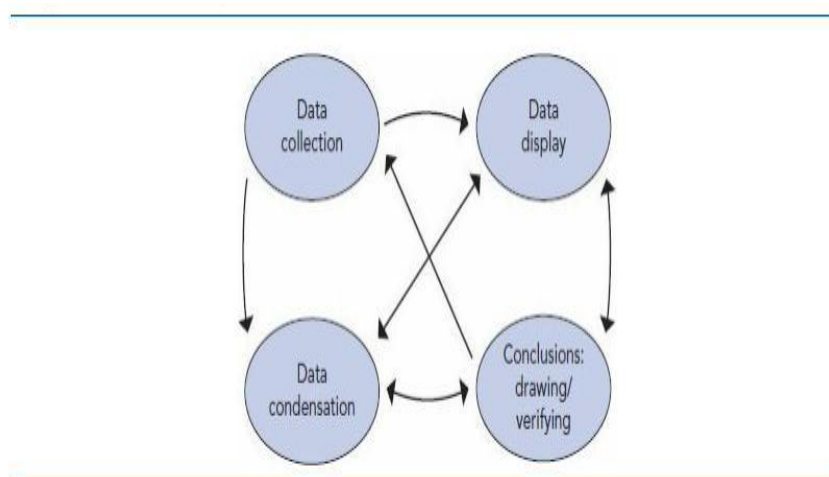 Data
collection
Data
display
Data
condensation
Conclusions:
drawing/
verifying